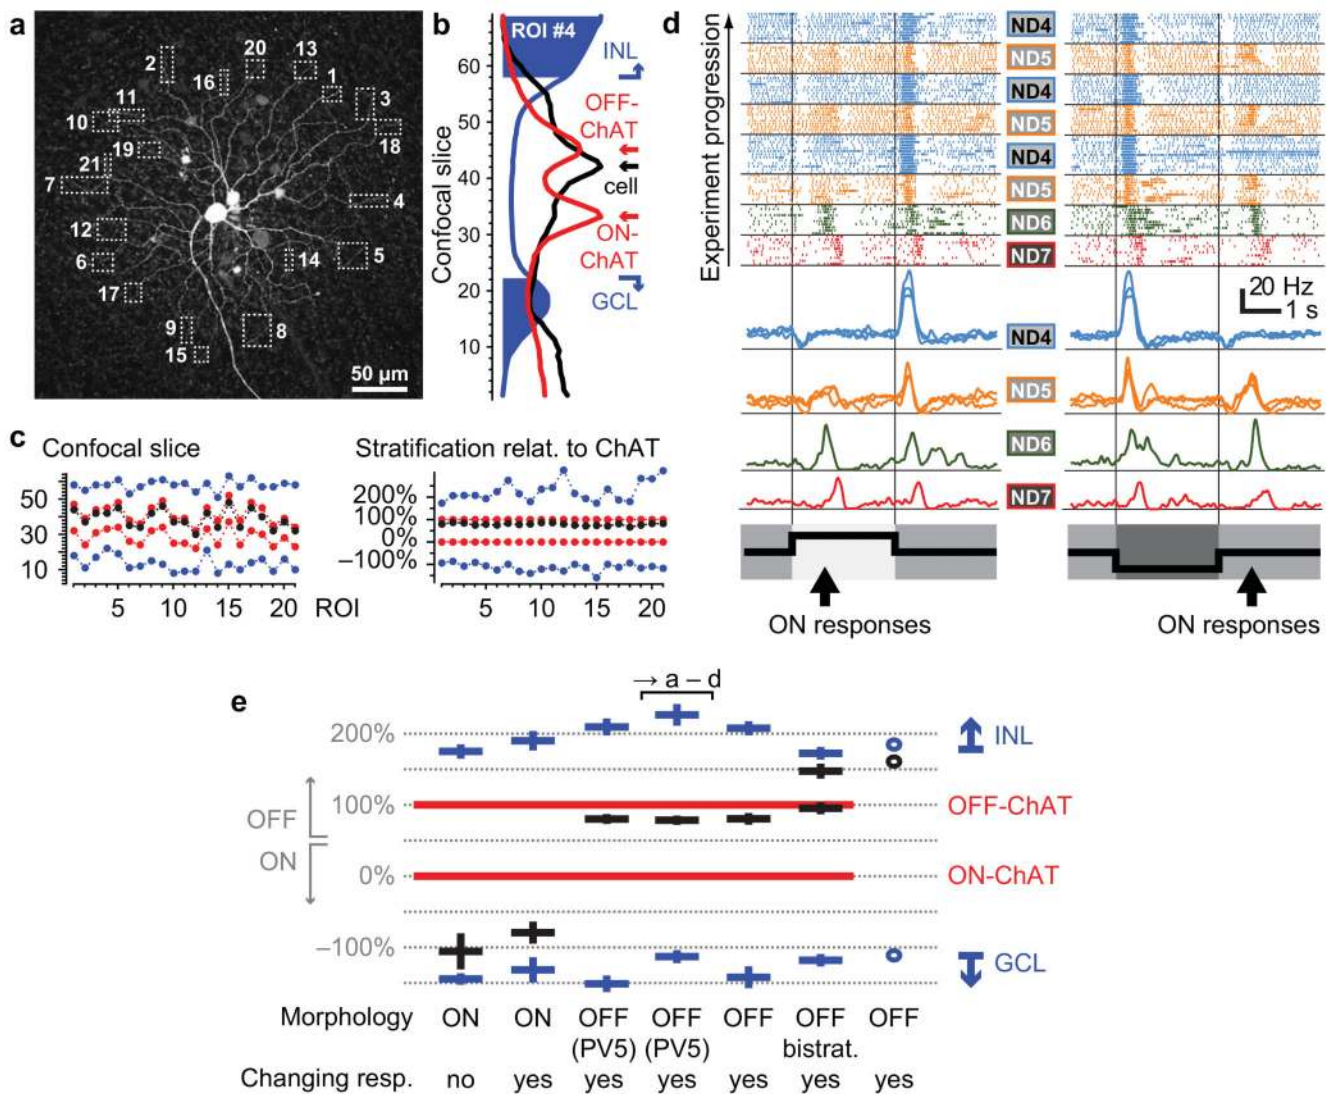 a
2
20
13
16
1
3
11
10
18
19
21
7
4
12
5
6
14
17
9
8
15
50 µm
b
ROI #4
INL
60
OFF-
ChAT
50
cell
40
30
ON-
ChAT
20
GCL
10
Confocal slice
c
Confocal slice
50
30
10
5 10 15 20 ROI
Stratification relat. to ChAT
200%
100%
0%
–100%
5 10 15 20
d
Experiment progression
ND4
ND5
ND4
ND5
ND4
ND5
ND6
ND7
20 Hz
1 s
ND4
ND5
ND6
ND7
ON responses
ON responses
e
→ a – d
200%
INL
100%
OFF-ChAT
OFF
ON
0%
ON-ChAT
–100%
GCL
Morphology ON ON OFF OFF OFF OFF OFF
(PV5) (PV5) bistrat.
Changing resp. no yes yes yes yes yes yes